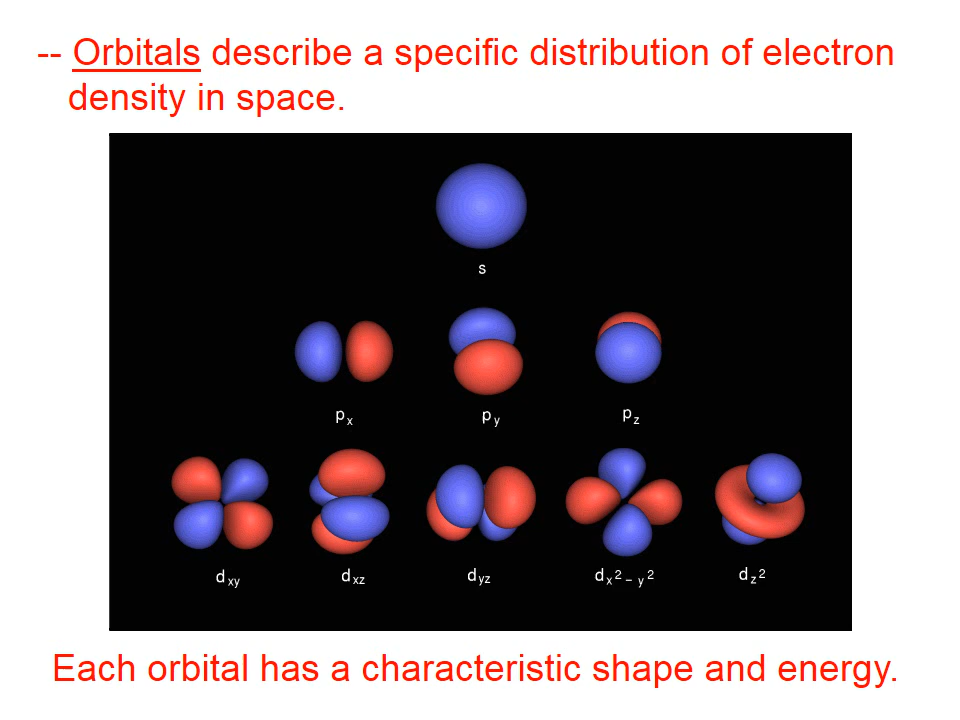 -- Orbitals describe a specific distribution of electron
density in space.
s
px py pz
dxy dxz dyz dx2-y2 dz2
Each orbital has a characteristic shape and energy.